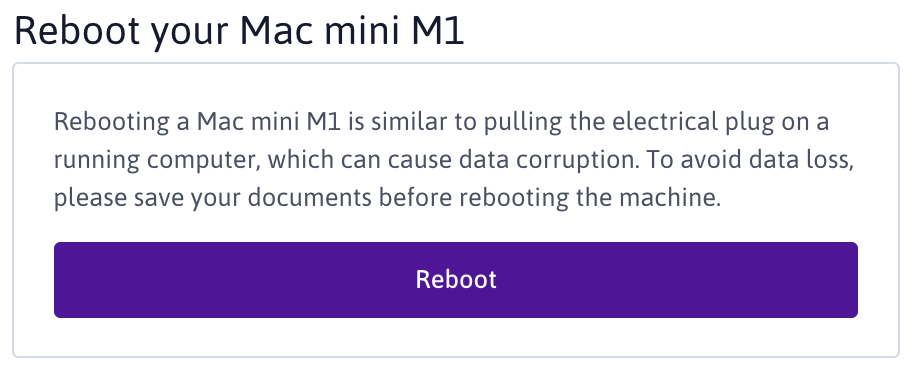 Reboot your Mac mini M1
Rebooting a Mac mini M1 is similar to pulling the electrical plug on a
running computer, which can cause data corruption. To avoid data loss,
please save your documents before rebooting the machine.
Reboot